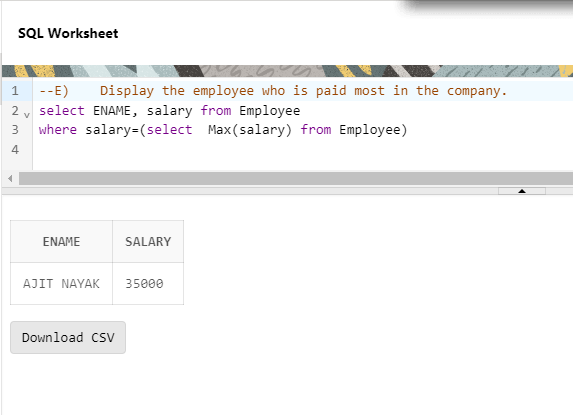 SQL Worksheet
1 --E)    Display the employee who is paid most in the company.
2 select ENAME, salary from Employee
3 where salary=(select  Max(salary) from Employee)
4
ENAME SALARY
AJIT NAYAK 35000
Download CSV